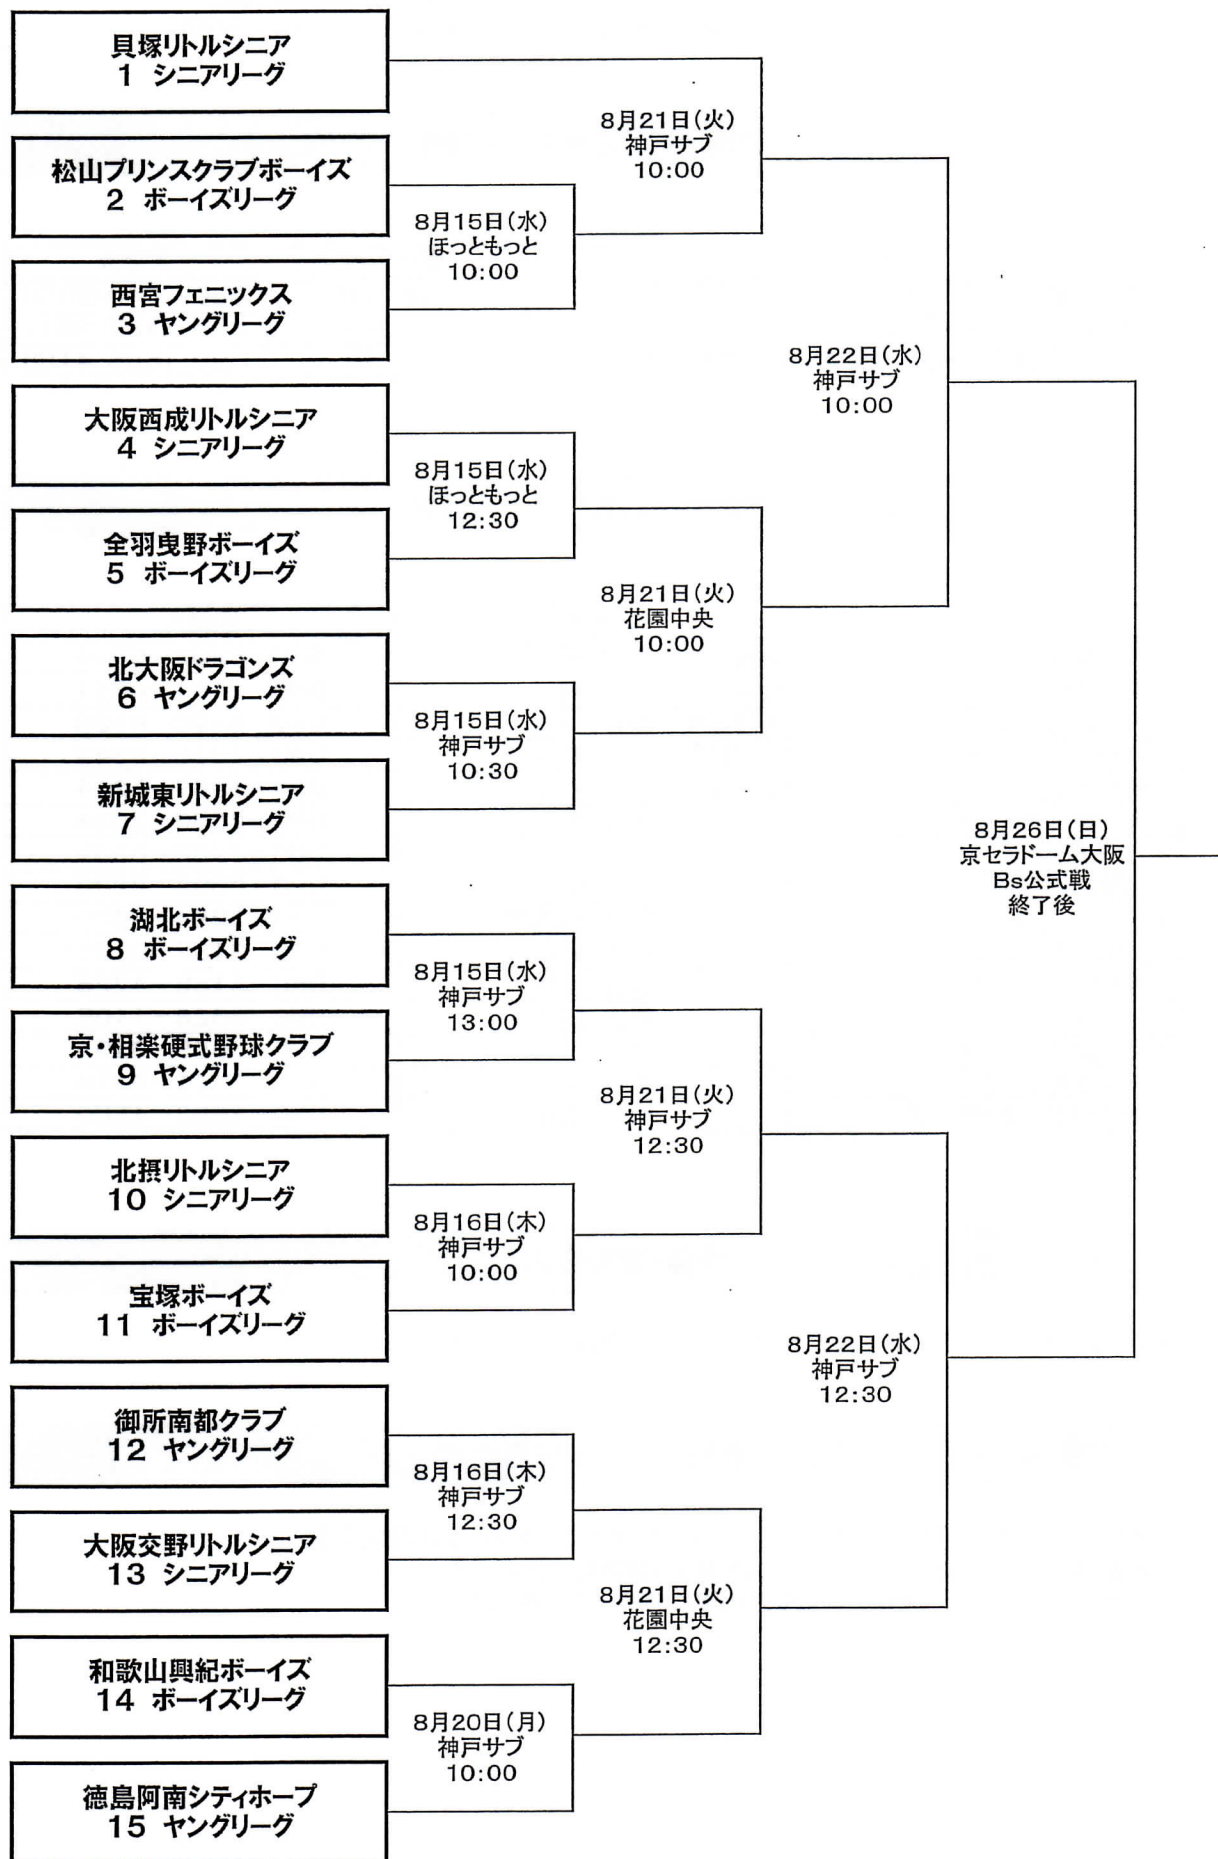 貝塚リトルシニア
1 シニアリーグ
松山プリンスクラブボーイズ
2 ボーイズリーグ
西宮フェニックス
3 ヤングリーグ
大阪西成リトルシニア
4 シニアリーグ
全羽曳野ボーイズ
5 ボーイズリーグ
北大阪ドラゴンズ
6 ヤングリーグ
新城東リトルシニア
7 シニアリーグ
湖北ボーイズ
8 ボーイズリーグ
京・相楽硬式野球クラブ
9 ヤングリーグ
北摂リトルシニア
10 シニアリーグ
宝塚ボーイズ
11 ボーイズリーグ
御所南都クラブ
12 ヤングリーグ
大阪交野リトルシニア
13 シニアリーグ
和歌山興紀ボーイズ
14 ボーイズリーグ
徳島阿南シティホープ
15 ヤングリーグ
8月15日(水)
ほっともっと
10:00
8月15日(水)
ほっともっと
12:30
8月15日(水)
神戸サブ
10:30
8月15日(水)
神戸サブ
13:00
8月16日(木)
神戸サブ
10:00
8月16日(木)
神戸サブ
12:30
8月20日(月)
神戸サブ
10:00
8月21日(火)
神戸サブ
10:00
8月21日(火)
花園中央
10:00
8月21日(火)
神戸サブ
12:30
8月21日(火)
花園中央
12:30
8月22日(水)
神戸サブ
10:00
8月22日(水)
神戸サブ
12:30
8月26日(日)
京セラドーム大阪
Bs公式戦
終了後